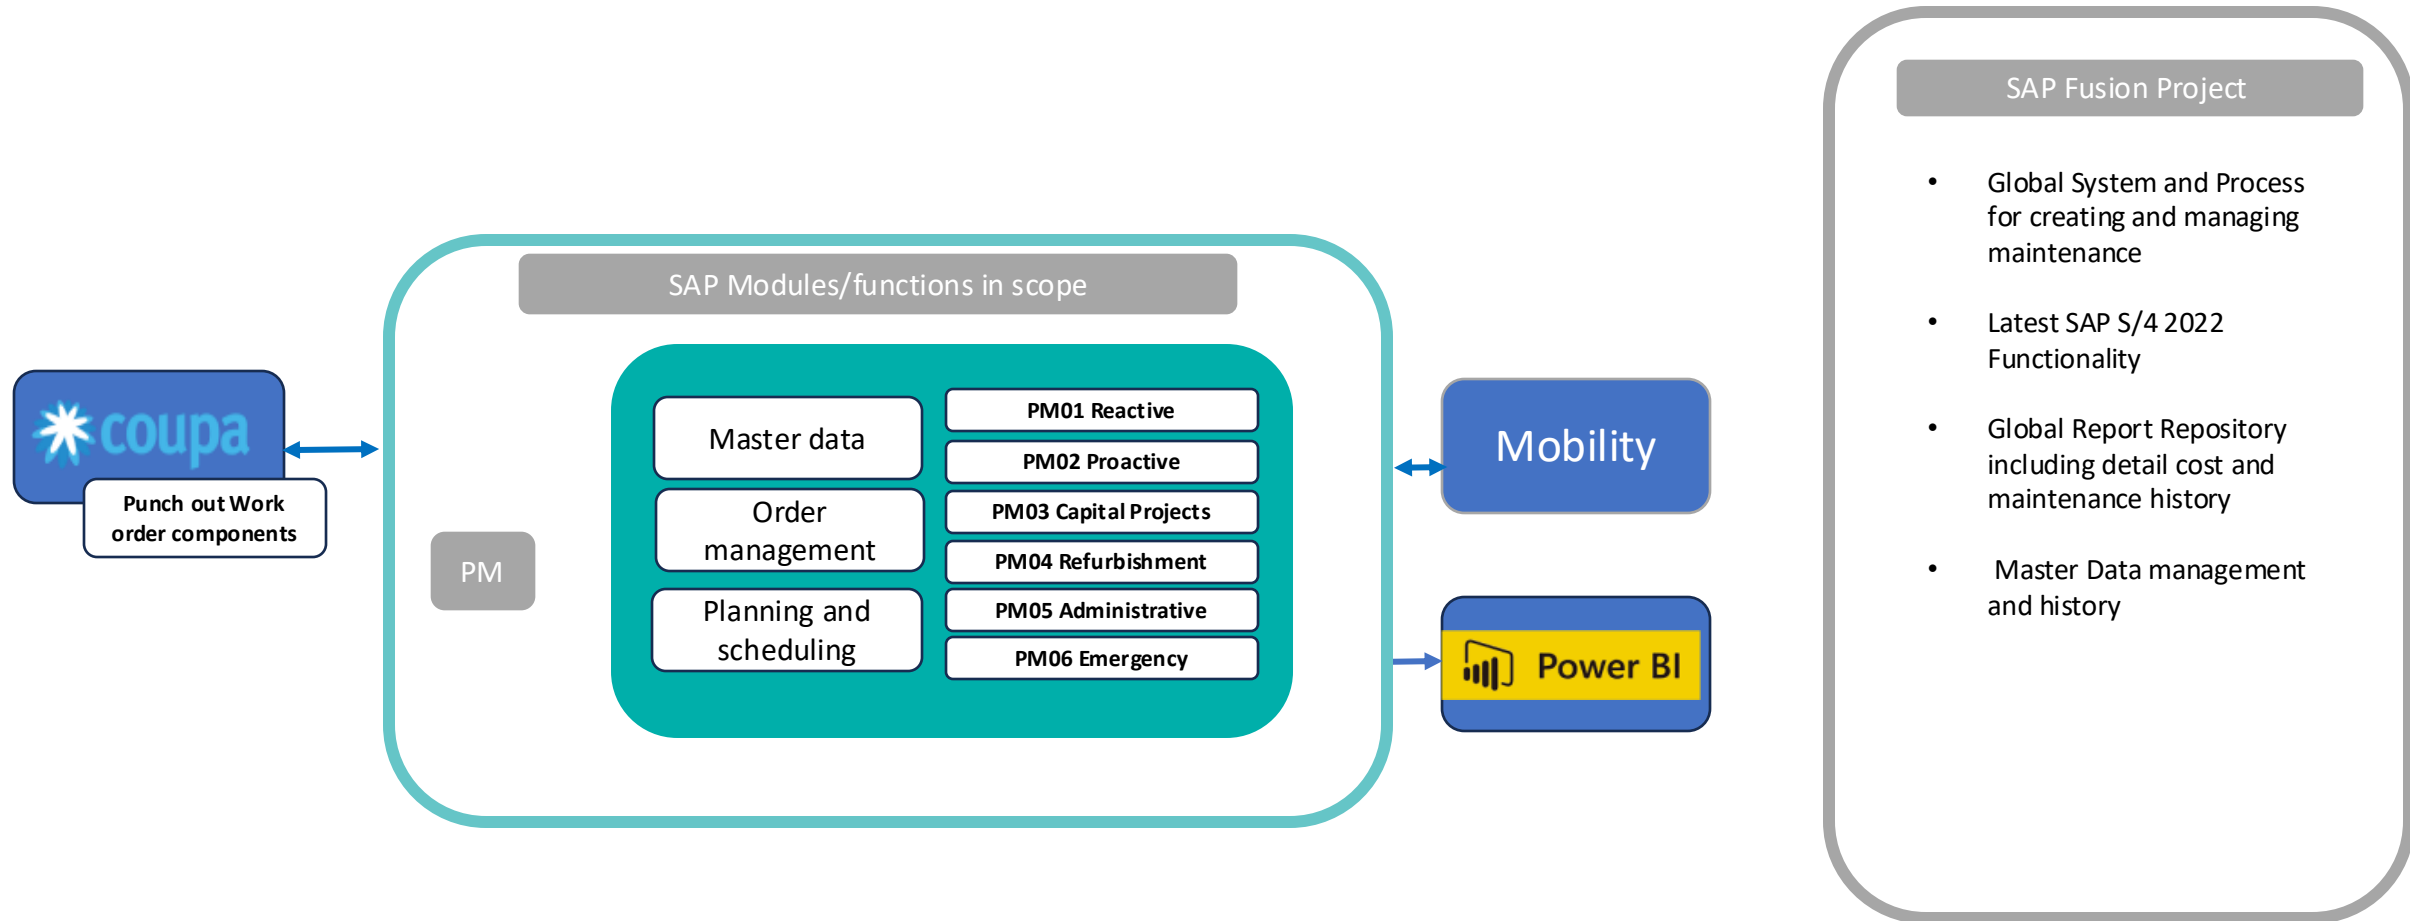 coupa
Punch out Work
order components
SAP Modules/functions in scope
PM
Master data
Order
management
Planning and
scheduling
PM01 Reactive
PM02 Proactive
PM03 Capital Projects
PM04 Refurbishment
PM05 Administrative
PM06 Emergency
Mobility
Power BI
SAP Fusion Project
• Global System and Process
for creating and managing
maintenance
• Latest SAP S/4 2022
Functionality
• Global Report Repository
including detail cost and
maintenance history
• Master Data management
and history